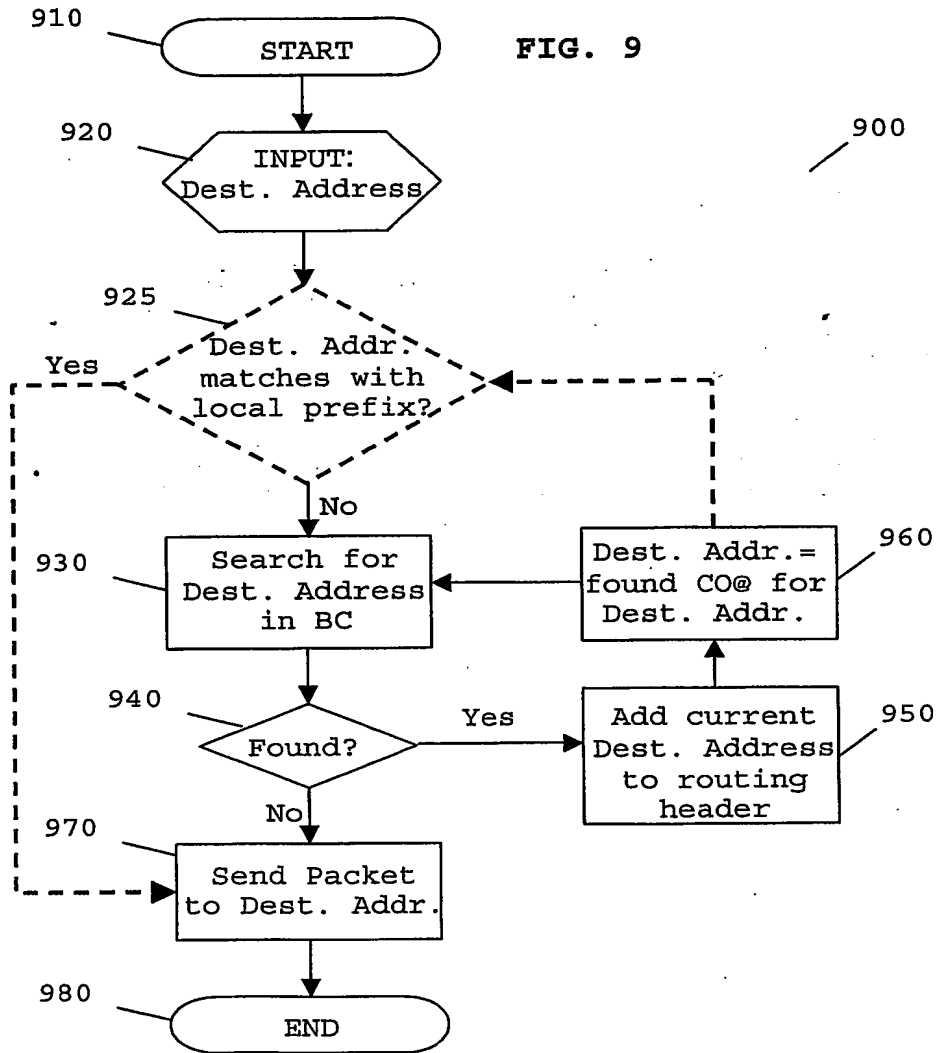 910
START
FIG. 9
920
INPUT:
Dest. Address
900
925
Yes
Dest. Addr.
matches with
local prefix?
No
930
Search for
Dest. Address
in BC
Dest. Addr.=
found CO@ for
Dest. Addr.
960
940
Found?
Yes
Add current
Dest. Address
to routing
header
950
No
970
Send Packet
to Dest. Addr.
980
END